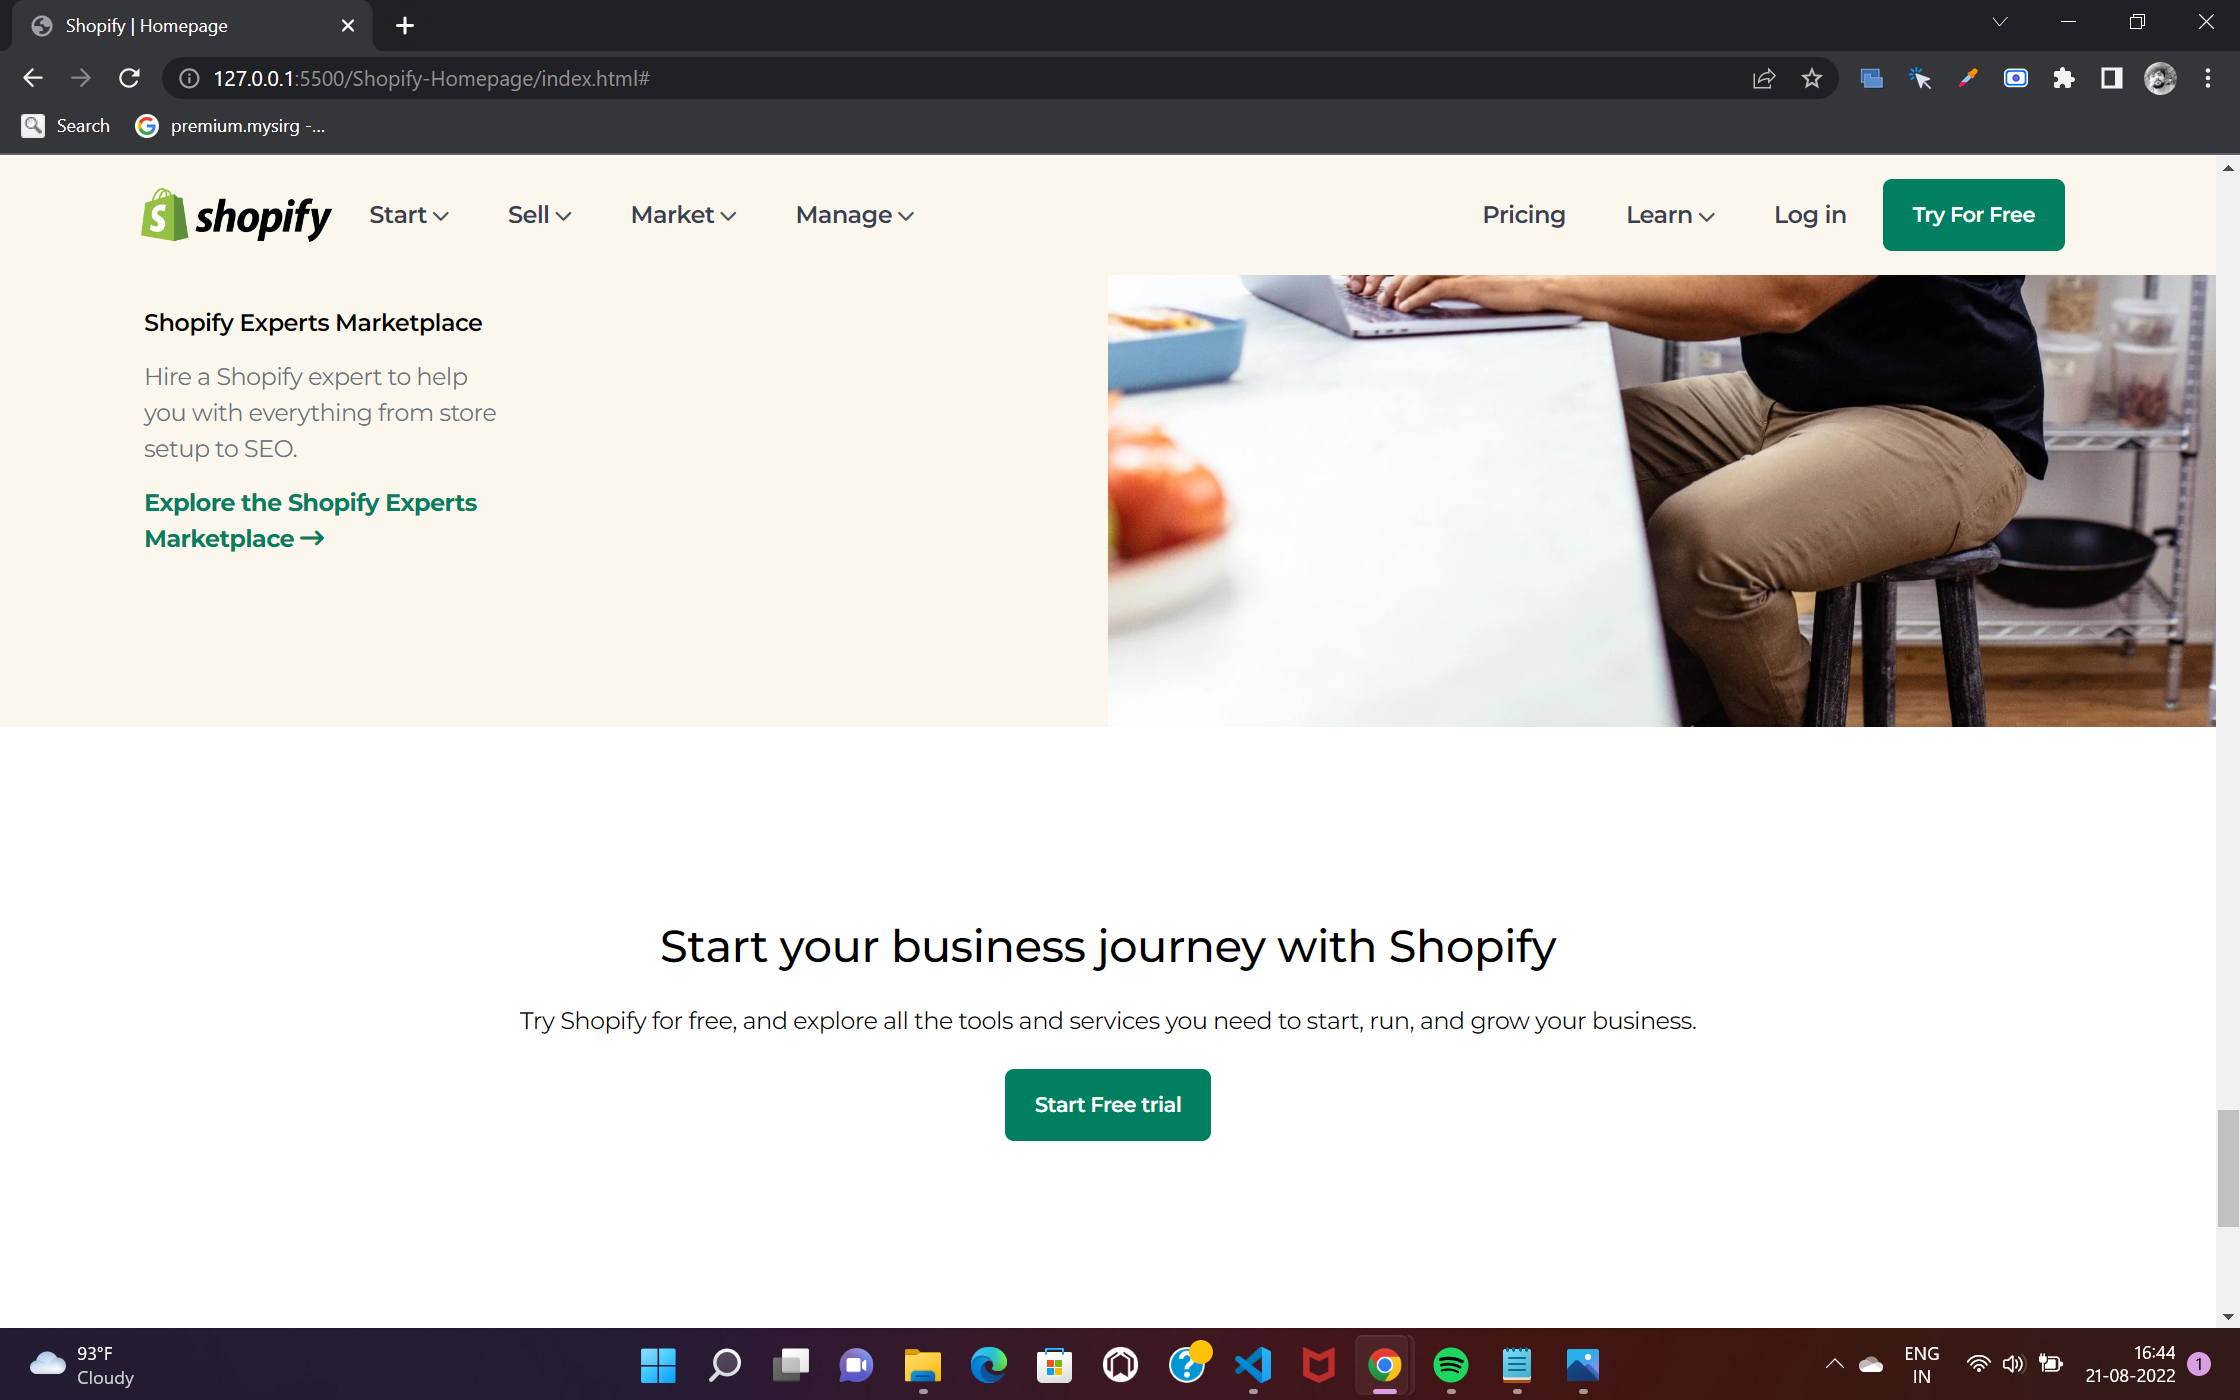 Shopify | Homepage
127.0.0.1:5500/Shopify-Homepage/index.html#
Search premium.mysirg -...
shopify Start Sell Market Manage Pricing Learn Log in Try For Free
Shopify Experts Marketplace
Hire a Shopify expert to help
you with everything from store
setup to SEO.
Explore the Shopify Experts
Marketplace →
Start your business journey with Shopify
Try Shopify for free, and explore all the tools and services you need to start, run, and grow your business.
Start Free trial
93°F
Cloudy
ENG
IN
16:44
21-08-2022
1